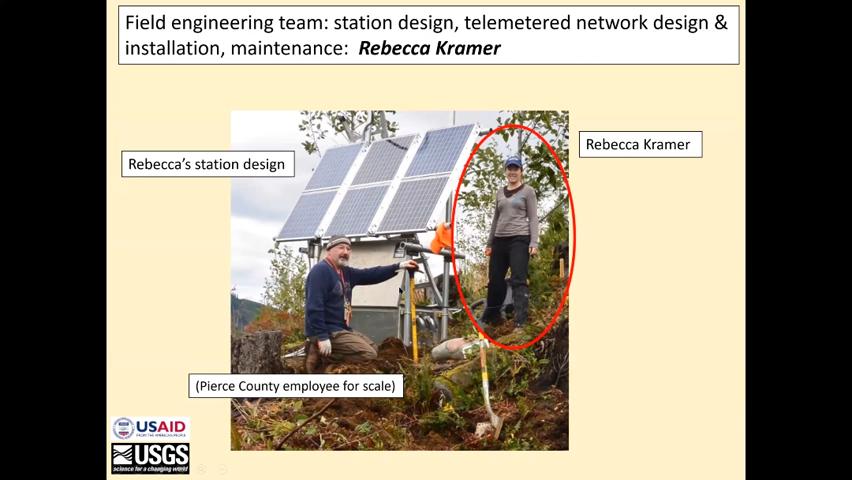 Field engineering team: station design, telemetered network design &
installation, maintenance: Rebecca Kramer
Rebecca Kramer
Rebecca's station design
(Pierce County employee for scale)
USAID
FROM THE AMERICAN PEOPLE
USGS
science for a changing world